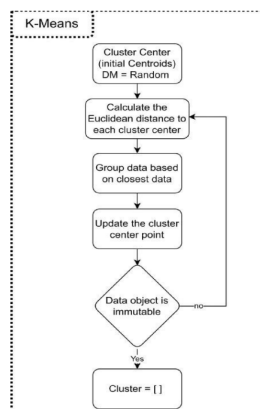 K-Means
Cluster Center
(initial Centroids)
DM = Random
Calculate the
Euclidean distance to
each cluster center
Group data based
on closest data
Update the cluster
center point
Data object is
immutable
no
Yes
Cluster = [ ]